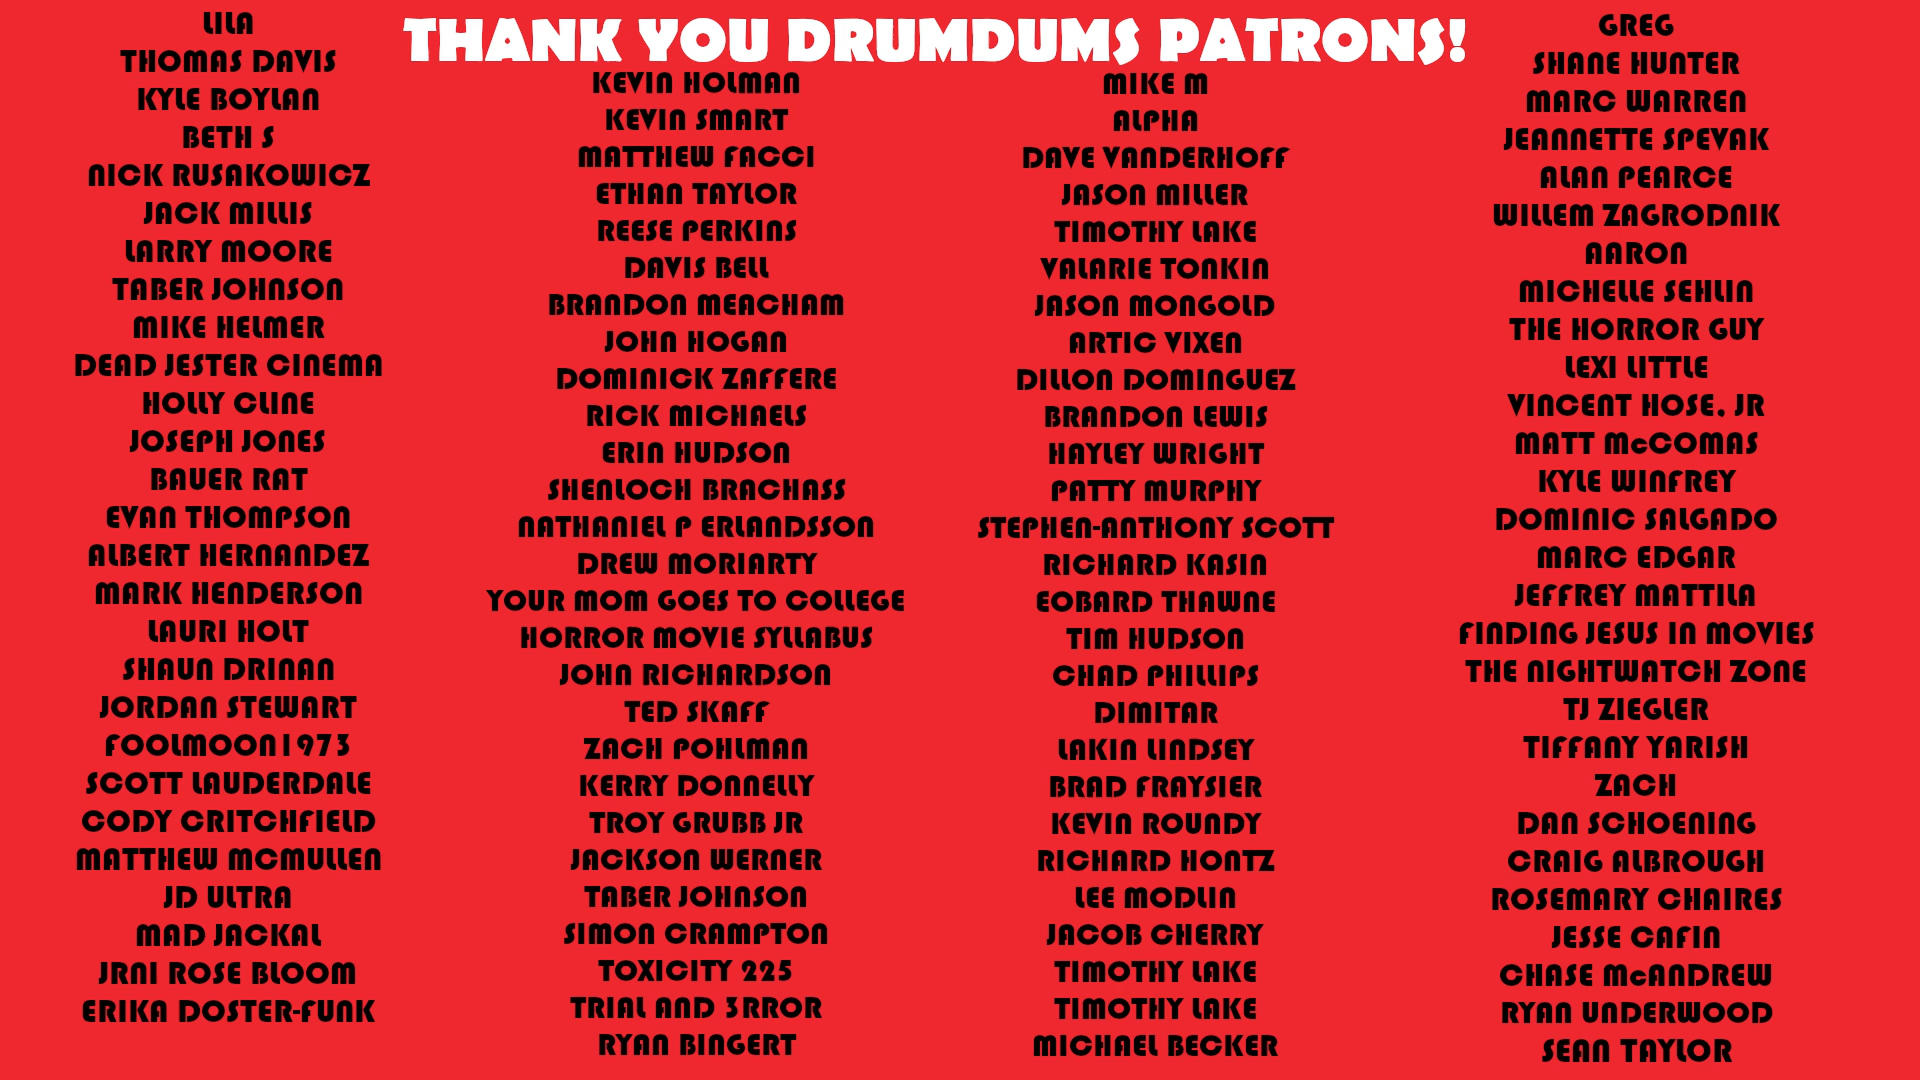 THANK YOU DRUMDUMS PATRONS!
LILA
THOMAS DAVIS
KYLE BOYLAN
BETH S
NICK RUSAKOWICZ
JACK MILLIS
LARRY MOORE
TABER JOHNSON
MIKE HELMER
DEAD JESTER CINEMA
HOLLY CLINE
JOSEPH JONES
BAUER RAT
EVAN THOMPSON
ALBERT HERNANDEZ
MARK HENDERSON
LAURI HOLT
SHAUN DRINAN
JORDAN STEWART
FOOLMOON1973
SCOTT LAUDERDALE
CODY CRITCHFIELD
MATTHEW MCMULLEN
JD ULTRA
MAD JACKAL
JRNI ROSE BLOOM
ERIKA DOSTER-FUNK
KEVIN HOLMAN
KEVIN SMART
MATTHEW FACCI
ETHAN TAYLOR
REESE PERKINS
DAVIS BELL
BRANDON MEACHAM
JOHN HOGAN
DOMINICK ZAFFERE
RICK MICHAELS
ERIN HUDSON
SHENLOCH BRACHASS
NATHANIEL P ERLANDSSON
DREW MORIARTY
YOUR MOM GOES TO COLLEGE
HORROR MOVIE SYLLABUS
JOHN RICHARDSON
TED SKAFF
ZACH POHLMAN
KERRY DONNELLY
TROY GRUBB JR
JACKSON WERNER
TABER JOHNSON
SIMON CRAMPTON
TOXICITY 225
TRIAL AND 3RROR
RYAN BINGERT
MIKE M
ALPHA
DAVE VANDERHOFF
JASON MILLER
TIMOTHY LAKE
VALARIE TONKIN
JASON MONGOLD
ARTIC VIXEN
DILLON DOMINGUEZ
BRANDON LEWIS
HAYLEY WRIGHT
PATTY MURPHY
STEPHEN-ANTHONY SCOTT
RICHARD KASIN
EOBARD THAWNE
TIM HUDSON
CHAD PHILLIPS
DIMITAR
LAKIN LINDSEY
BRAD FRAYSIER
KEVIN ROUNDY
RICHARD HONTZ
LEE MODLIN
JACOB CHERRY
TIMOTHY LAKE
TIMOTHY LAKE
MICHAEL BECKER
GREG
SHANE HUNTER
MARC WARREN
JEANNETTE SPEVAK
ALAN PEARCE
WILLEM ZAGRODNIK
AARON
MICHELLE SEHLIN
THE HORROR GUY
LEXI LITTLE
VINCENT HOSE, JR
MATT McCOMAS
KYLE WINFREY
DOMINIC SALGADO
MARC EDGAR
JEFFREY MATTILA
FINDING JESUS IN MOVIES
THE NIGHTWATCH ZONE
TJ ZIEGLER
TIFFANY YARISH
ZACH
DAN SCHOENING
CRAIG ALBROUGH
ROSEMARY CHAIRES
JESSE CAFIN
CHASE McANDREW
RYAN UNDERWOOD
SEAN TAYLOR